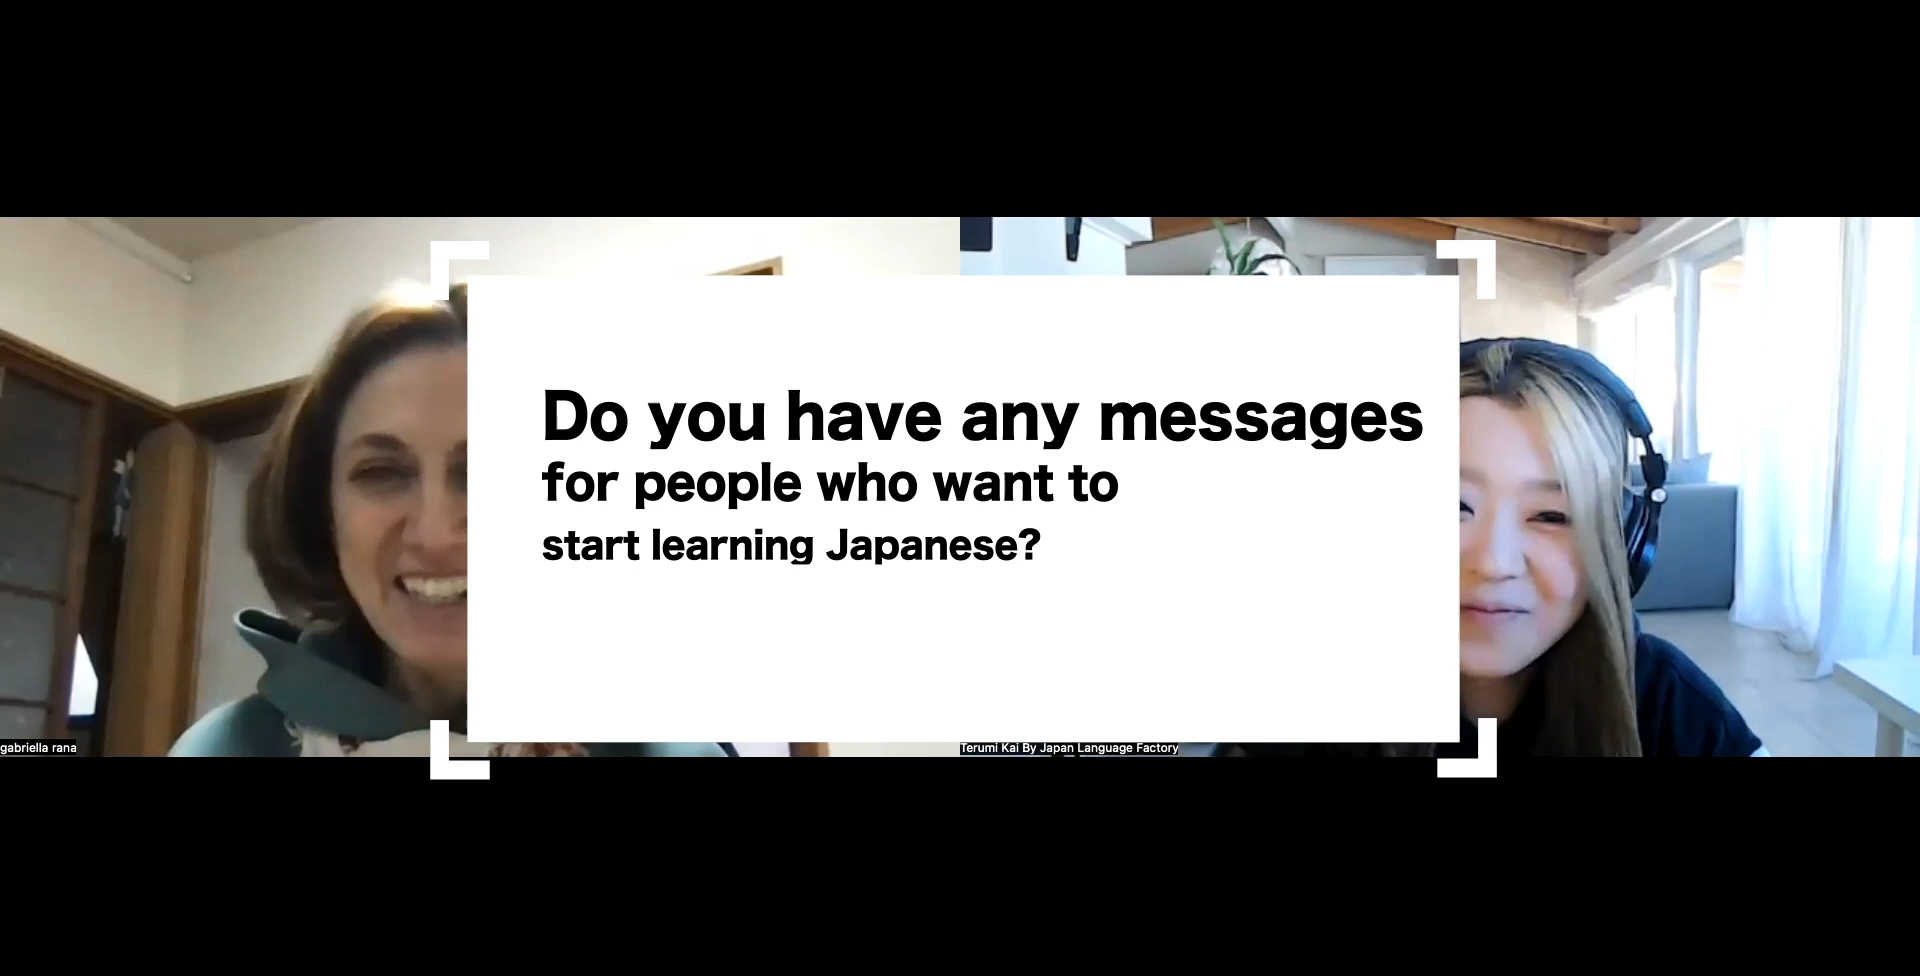 Do you have any messages
for people who want to
start learning Japanese?
gabriella rana
Terumi Kai By Japan Language Factory